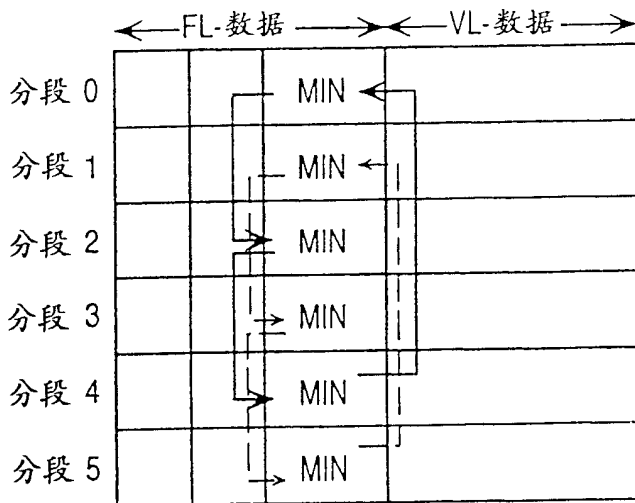 FL-数据 VL-数据
分段 0 MIN
分段 1 MIN
分段 2 MIN
分段 3 MIN
分段 4 MIN
分段 5 MIN